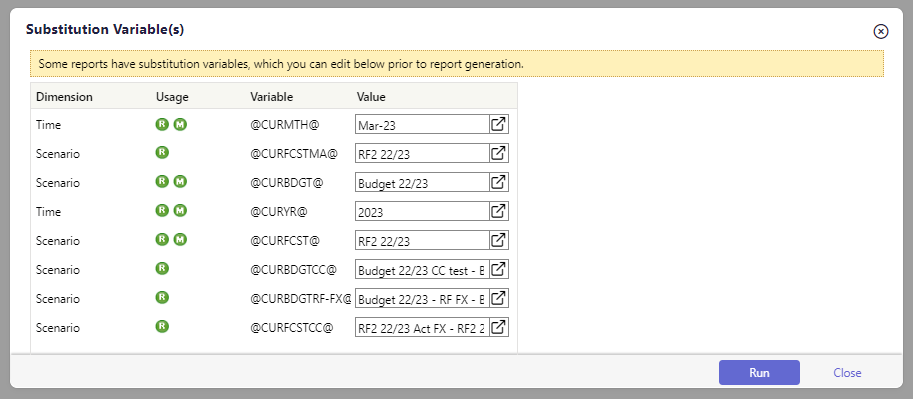 Substitution Variable(s)
Some reports have substitution variables, which you can edit below prior to report generation.
Dimension Usage Variable Value
Time R M @CURMTH@ Mar-23
Scenario R @CURFCSTMA@ RF2 22/23
Scenario R M @CURBDGT@ Budget 22/23
Time R M @CURYR@ 2023
Scenario R M @CURFCST@ RF2 22/23
Scenario R @CURBDGTCC@ Budget 22/23 CC test - E
Scenario R @CURBDGTRF-FX@ Budget 22/23 - RF FX - E
Scenario R @CURFCSTCC@ RF2 22/23 Act FX - RF2 2
Run Close